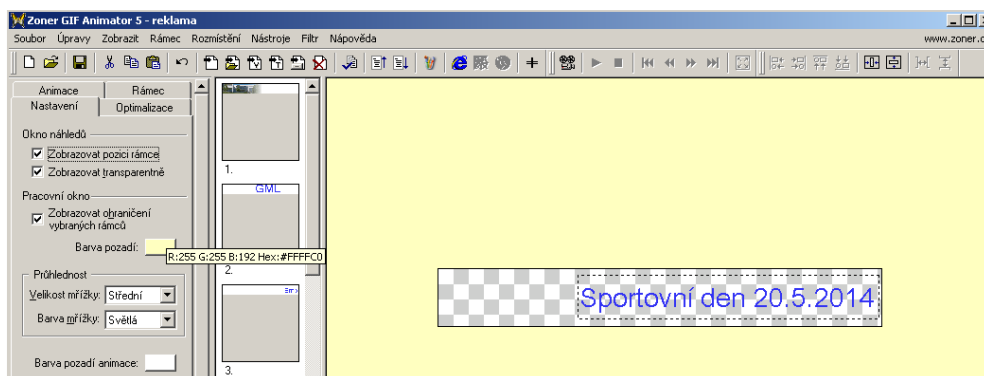 Zoner GIF Animator 5 - reklama
Soubor Úpravy Zobrazit Rámec Rozmístění Nástroje Filtr Nápověda
Animace Rámec
Nastavení Optimalizace
Okno náhledů
Zobrazovat pozici rámce
Zobrazovat transparentně
Pracovní okno
Zobrazovat ohraničení
vybraných rámců
Barva pozadí:
R:255 G:255 B:192 Hex:#FFFFC0
Průhlednost
Velikost mřížky: Střední
Barva mřížky: Světlá
Barva pozadí animace:
1.
GML
2.
3.
Sportovní den 20.5.2014